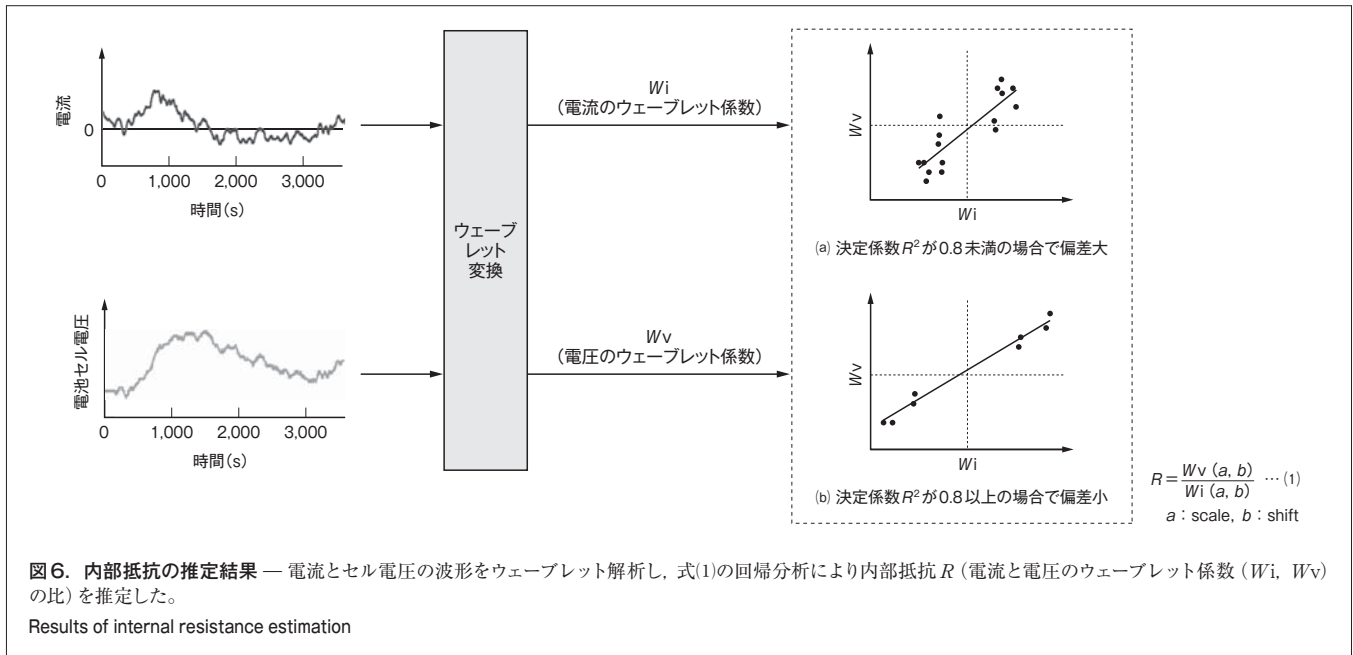 電流
0
0 1,000 2,000 3,000
時間(s)
電池セル電圧
0 1,000 2,000 3,000
時間(s)
ウェーブ
レット
変換
Wi
(電流のウェーブレット係数)
Wv
(電圧のウェーブレット係数)
Wv
Wi
(a) 決定係数R²が0.8未満の場合で偏差大
Wv
Wi
(b) 決定係数R²が0.8以上の場合で偏差小
R=Wv (a, b)/Wi (a, b) …(1)
a:scale, b:shift
図6. 内部抵抗の推定結果 — 電流とセル電圧の波形をウェーブレット解析し,式(1)の回帰分析により内部抵抗R(電流と電圧のウェーブレット係数(Wi, Wv)
の比)を推定した。
Results of internal resistance estimation